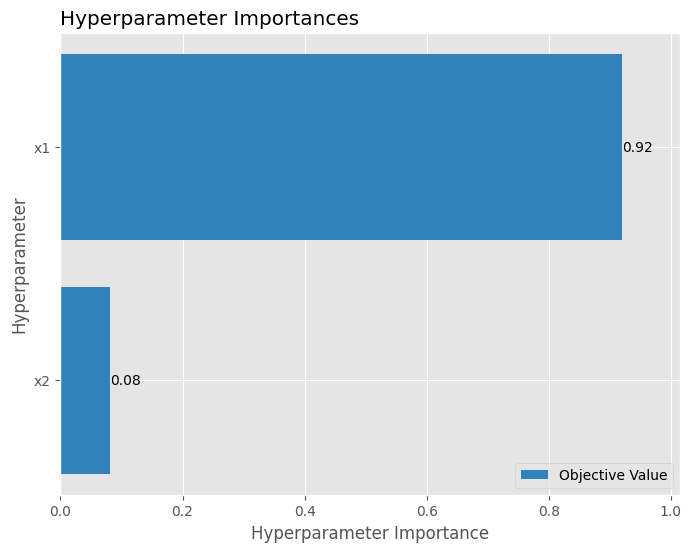 Hyperparameter Importances
Hyperparameter
x1
0.92
x2
0.08
Objective Value
0.0 0.2 0.4 0.6 0.8 1.0
Hyperparameter Importance